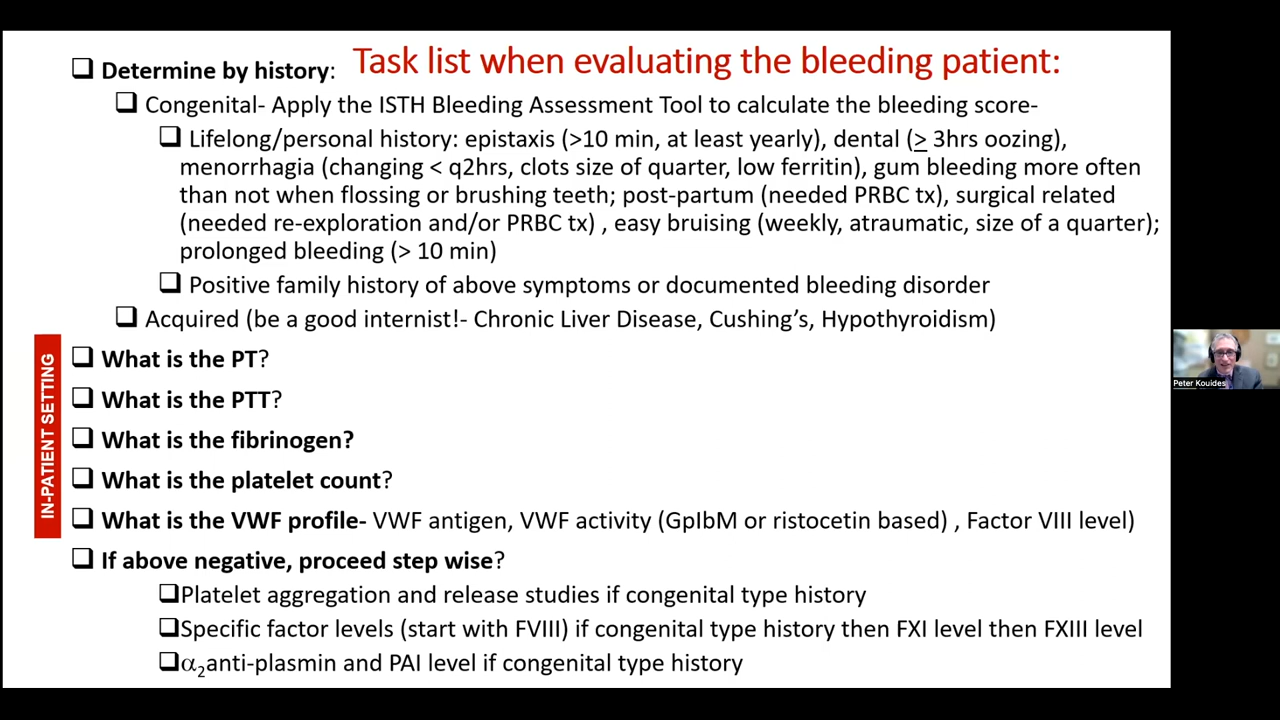 Task list when evaluating the bleeding patient:
❑ Determine by history:
❑ Congenital- Apply the ISTH Bleeding Assessment Tool to calculate the bleeding score-
❑ Lifelong/personal history: epistaxis (>10 min, at least yearly), dental (≥ 3hrs oozing),
menorrhagia (changing < q2hrs, clots size of quarter, low ferritin), gum bleeding more often
than not when flossing or brushing teeth; post-partum (needed PRBC tx), surgical related
(needed re-exploration and/or PRBC tx) , easy bruising (weekly, atraumatic, size of a quarter);
prolonged bleeding (> 10 min)
❑ Positive family history of above symptoms or documented bleeding disorder
❑ Acquired (be a good internist!- Chronic Liver Disease, Cushing's, Hypothyroidism)
IN-PATIENT SETTING
❑ What is the PT?
❑ What is the PTT?
❑ What is the fibrinogen?
❑ What is the platelet count?
❑ What is the VWF profile- VWF antigen, VWF activity (GpIbM or ristocetin based) , Factor VIII level)
❑ If above negative, proceed step wise?
❑Platelet aggregation and release studies if congenital type history
❑Specific factor levels (start with FVIII) if congenital type history then FXI level then FXIII level
❑α₂anti-plasmin and PAI level if congenital type history
Peter Kouides